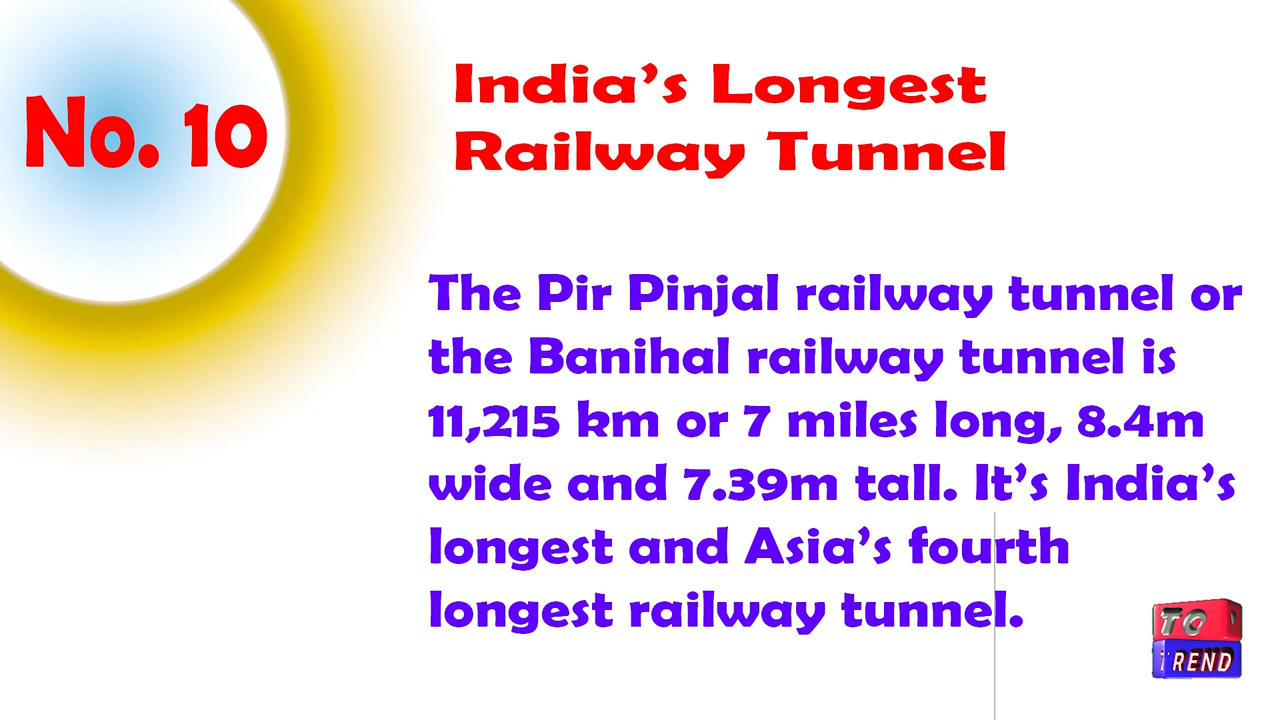 No. 10
India's Longest
Railway Tunnel
The Pir Pinjal railway tunnel or
the Banihal railway tunnel is
11,215 km or 7 miles long, 8.4m
wide and 7.39m tall. It's India's
longest and Asia's fourth
longest railway tunnel.
TO
TREND